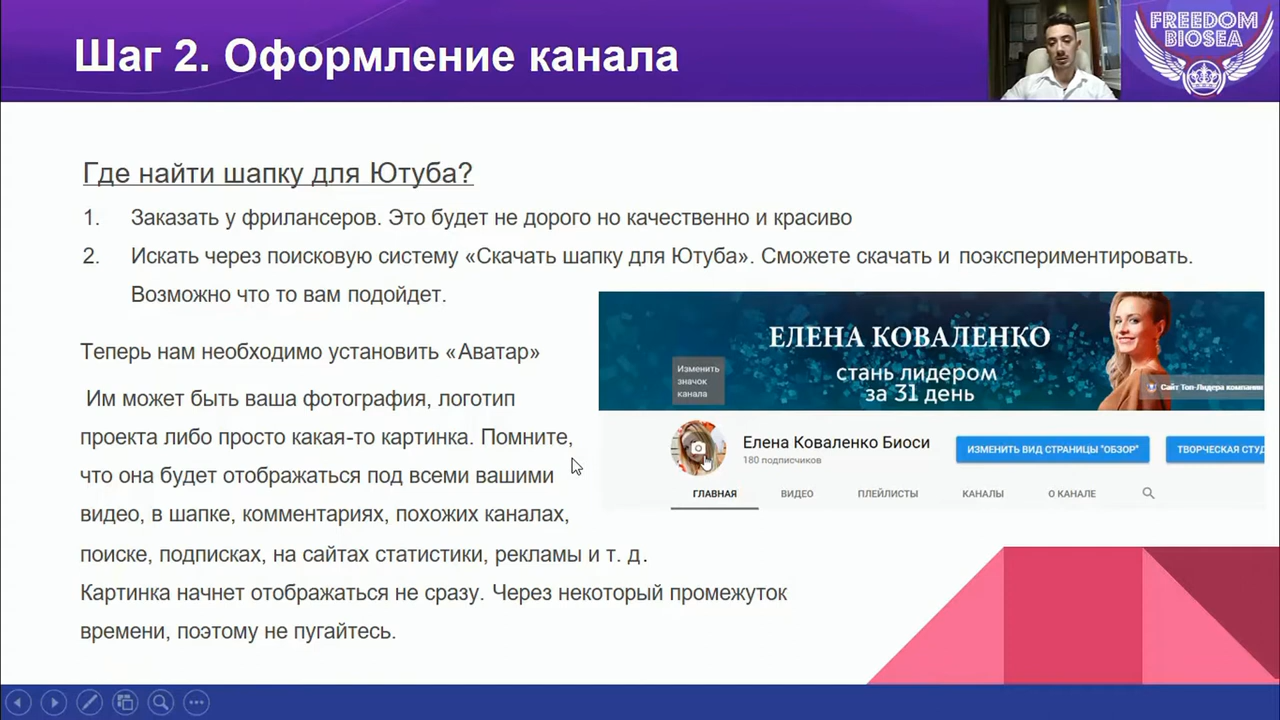 Шаг 2. Оформление канала
FREEDOM
BIOSEA
Где найти шапку для Ютуба?
1. Заказать у фрилансеров. Это будет не дорого но качественно и красиво
2. Искать через поисковую систему «Скачать шапку для Ютуба». Сможете скачать и поэкспериментировать.
Возможно что то вам подойдет.
Теперь нам необходимо установить «Аватар»
Им может быть ваша фотография, логотип
проекта либо просто какая-то картинка. Помните,
что она будет отображаться под всеми вашими
видео, в шапке, комментариях, похожих каналах,
поиске, подписках, на сайтах статистики, рекламы и т. д.
Картинка начнет отображаться не сразу. Через некоторый промежуток
времени, поэтому не пугайтесь.
ЕЛЕНА КОВАЛЕНКО
стань лидером
за 31 день
Изменить
значок
канала
Сайт Топ-Лидера компании
Елена Коваленко Биоси
180 подписчиков
ИЗМЕНИТЬ ВИД СТРАНИЦЫ "ОБЗОР"
ТВОРЧЕСКАЯ СТУД
ГЛАВНАЯ ВИДЕО ПЛЕЙЛИСТЫ КАНАЛЫ О КАНАЛЕ